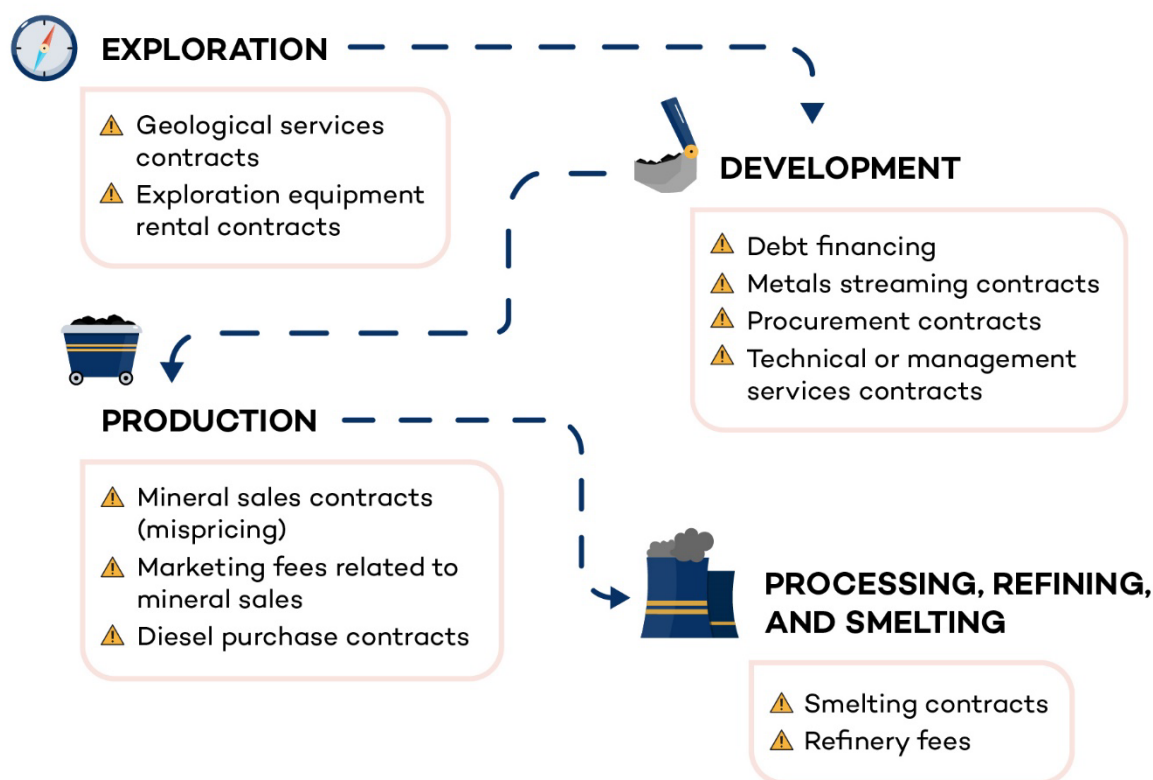 EXPLORATION
Geological services
contracts
Exploration equipment
rental contracts
DEVELOPMENT
Debt financing
Metals streaming contracts
Procurement contracts
Technical or management
services contracts
PRODUCTION
Mineral sales contracts
(mispricing)
Marketing fees related to
mineral sales
Diesel purchase contracts
PROCESSING, REFINING,
AND SMELTING
Smelting contracts
Refinery fees